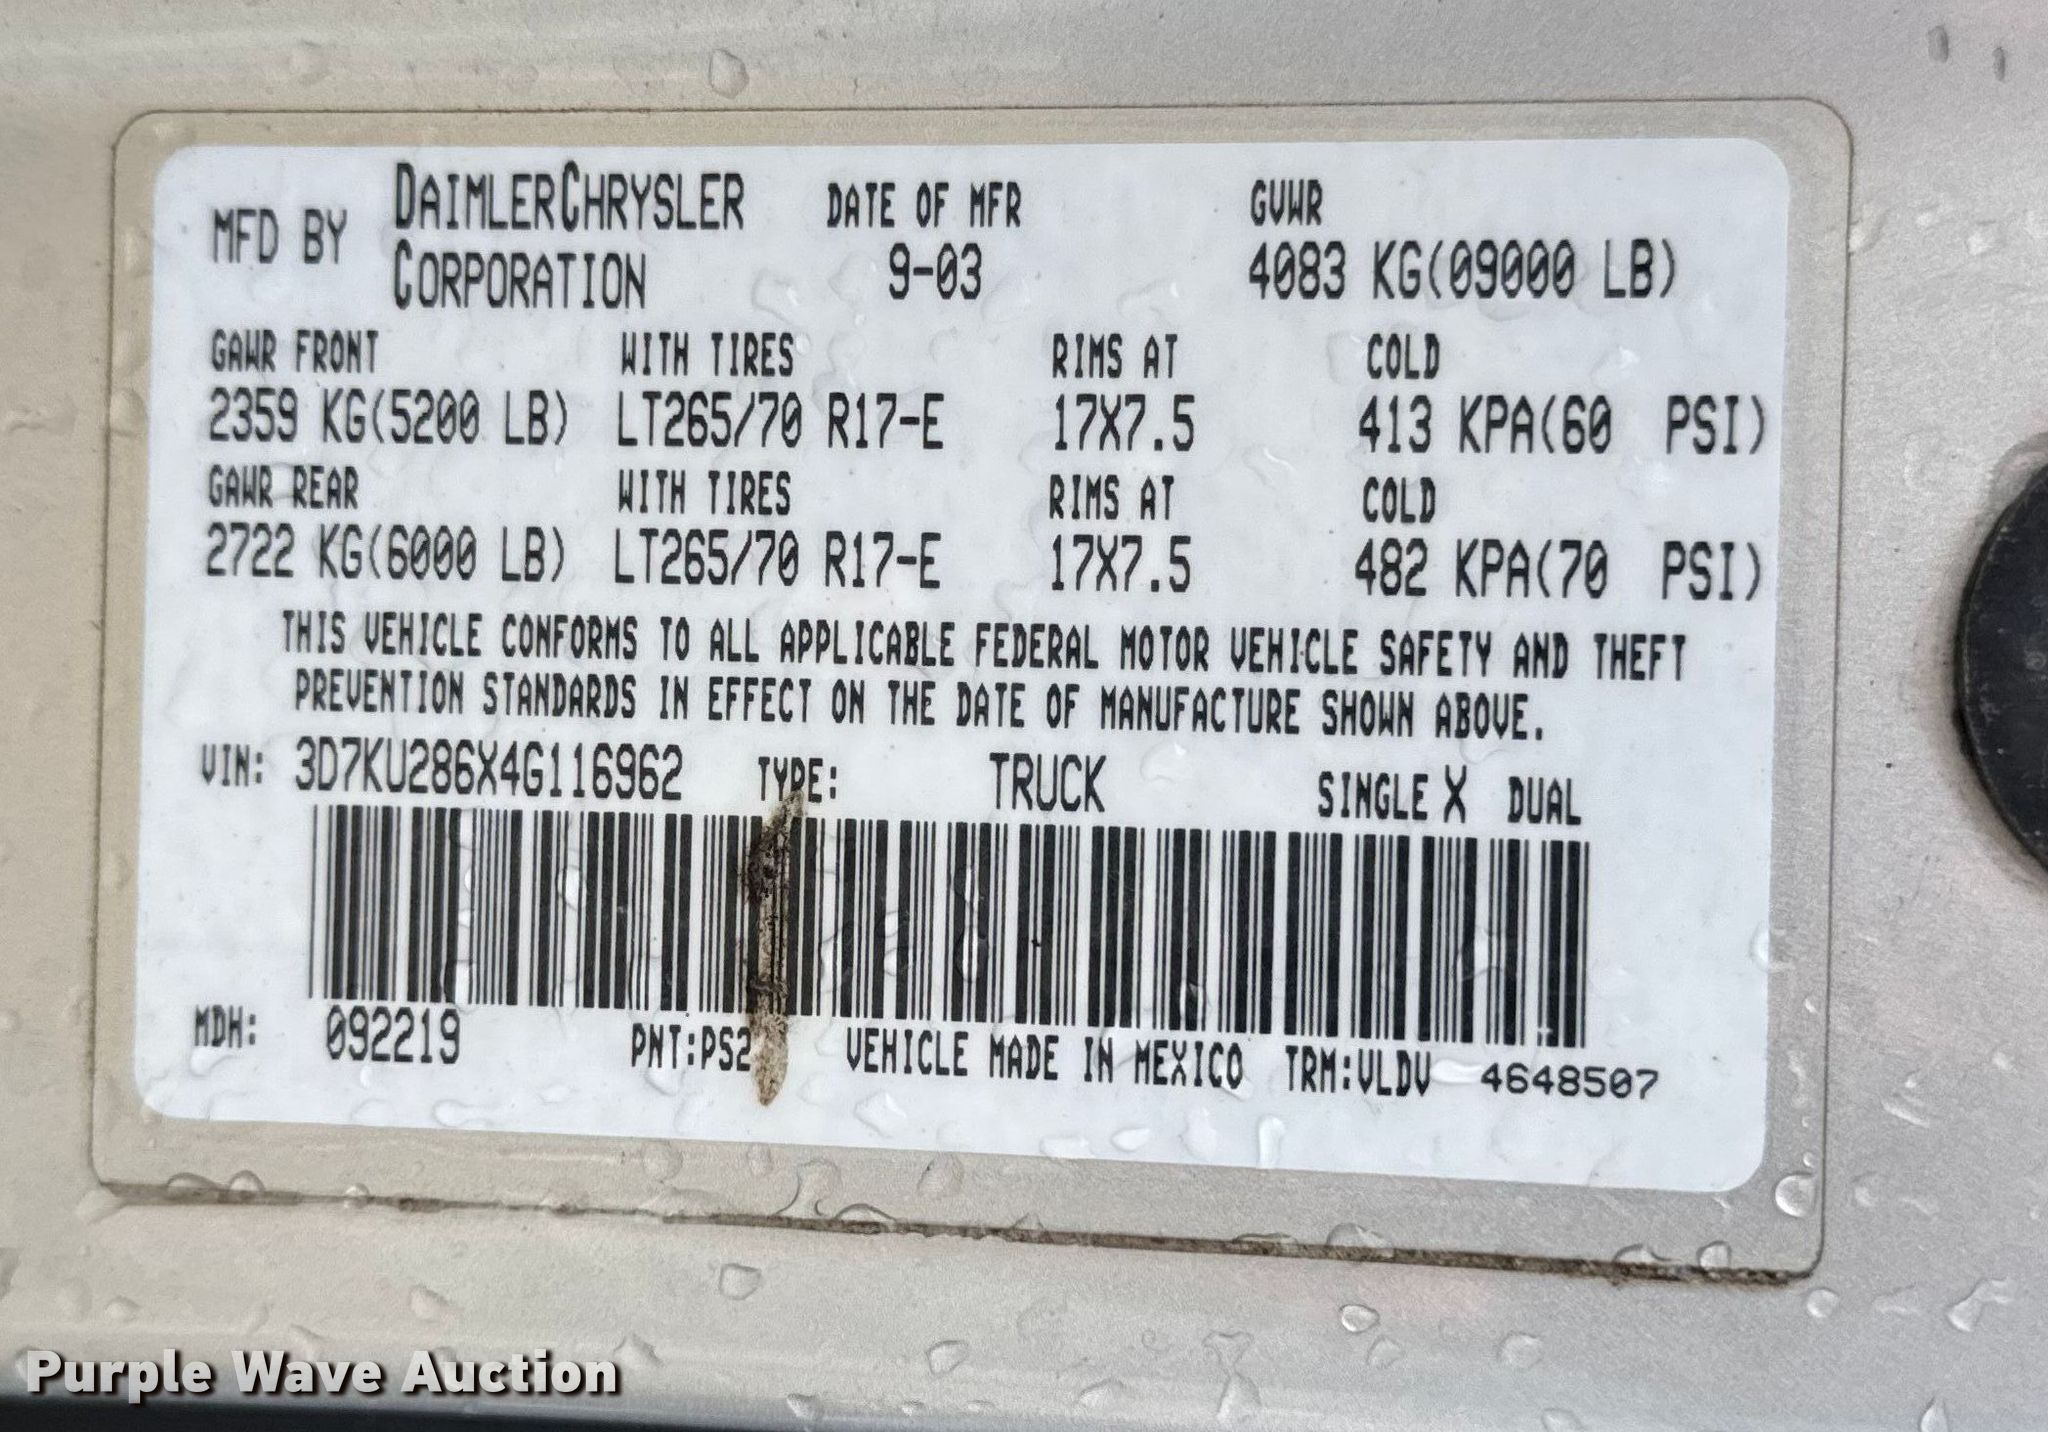 MFD BY DAIMLERCHRYSLER CORPORATION DATE OF MFR 9-03 GVWR 4083 KG(09000 LB)
GAWR FRONT WITH TIRES RIMS AT COLD
2359 KG(5200 LB) LT265/70 R17-E 17X7.5 413 KPA(60 PSI)
GAWR REAR WITH TIRES RIMS AT COLD
2722 KG(6000 LB) LT265/70 R17-E 17X7.5 482 KPA(70 PSI)
THIS VEHICLE CONFORMS TO ALL APPLICABLE FEDERAL MOTOR VEHICLE SAFETY AND THEFT
PREVENTION STANDARDS IN EFFECT ON THE DATE OF MANUFACTURE SHOWN ABOVE.
VIN: 3D7KU286X4G116962 TYPE: TRUCK SINGLE X DUAL
MDH: 092219 PNT:PS2 VEHICLE MADE IN MEXICO TRM:VLDV 4648507
Purple Wave Auction